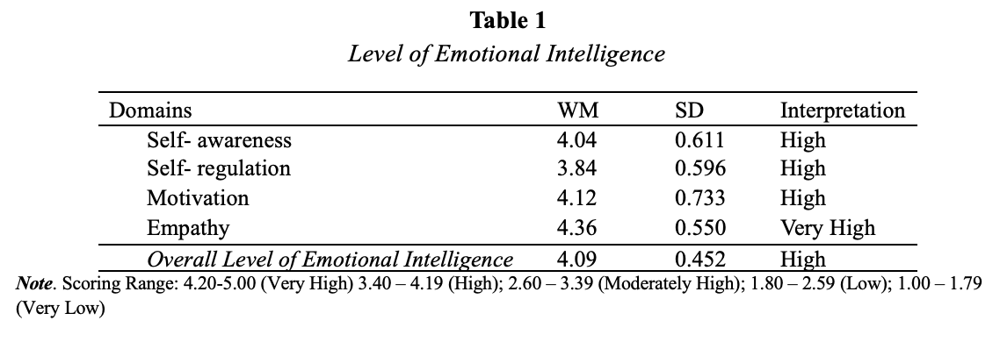 Table 1
Level of Emotional Intelligence
Domains WM SD Interpretation
Self- awareness 4.04 0.611 High
Self- regulation 3.84 0.596 High
Motivation 4.12 0.733 High
Empathy 4.36 0.550 Very High
Overall Level of Emotional Intelligence 4.09 0.452 High
Note. Scoring Range: 4.20-5.00 (Very High) 3.40 – 4.19 (High); 2.60 – 3.39 (Moderately High); 1.80 – 2.59 (Low); 1.00 – 1.79
(Very Low)